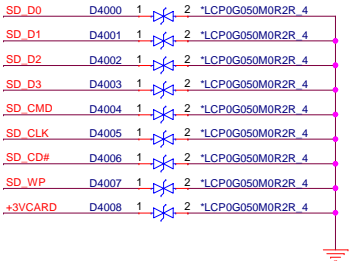 SD_D0 D4000 1 2 *LCP0G050M0R2R_4
SD_D1 D4001 1 2 *LCP0G050M0R2R_4
SD_D2 D4002 1 2 *LCP0G050M0R2R_4
SD_D3 D4003 1 2 *LCP0G050M0R2R_4
SD_CMD D4004 1 2 *LCP0G050M0R2R_4
SD_CLK D4005 1 2 *LCP0G050M0R2R_4
SD_CD# D4006 1 2 *LCP0G050M0R2R_4
SD_WP D4007 1 2 *LCP0G050M0R2R_4
+3VCARD D4008 1 2 *LCP0G050M0R2R_4